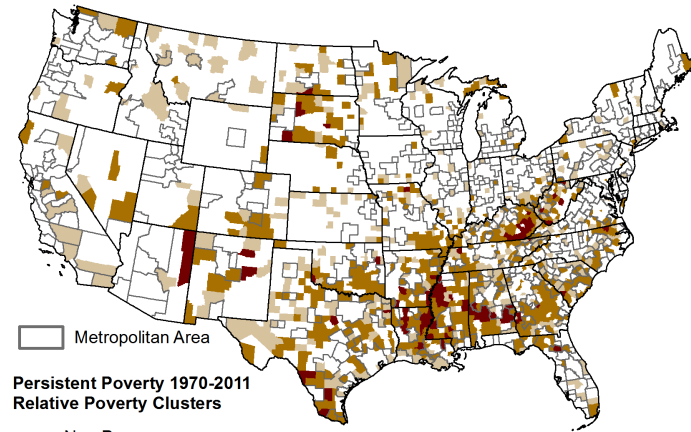 Metropolitan Area
Persistent Poverty 1970-2011
Relative Poverty Clusters